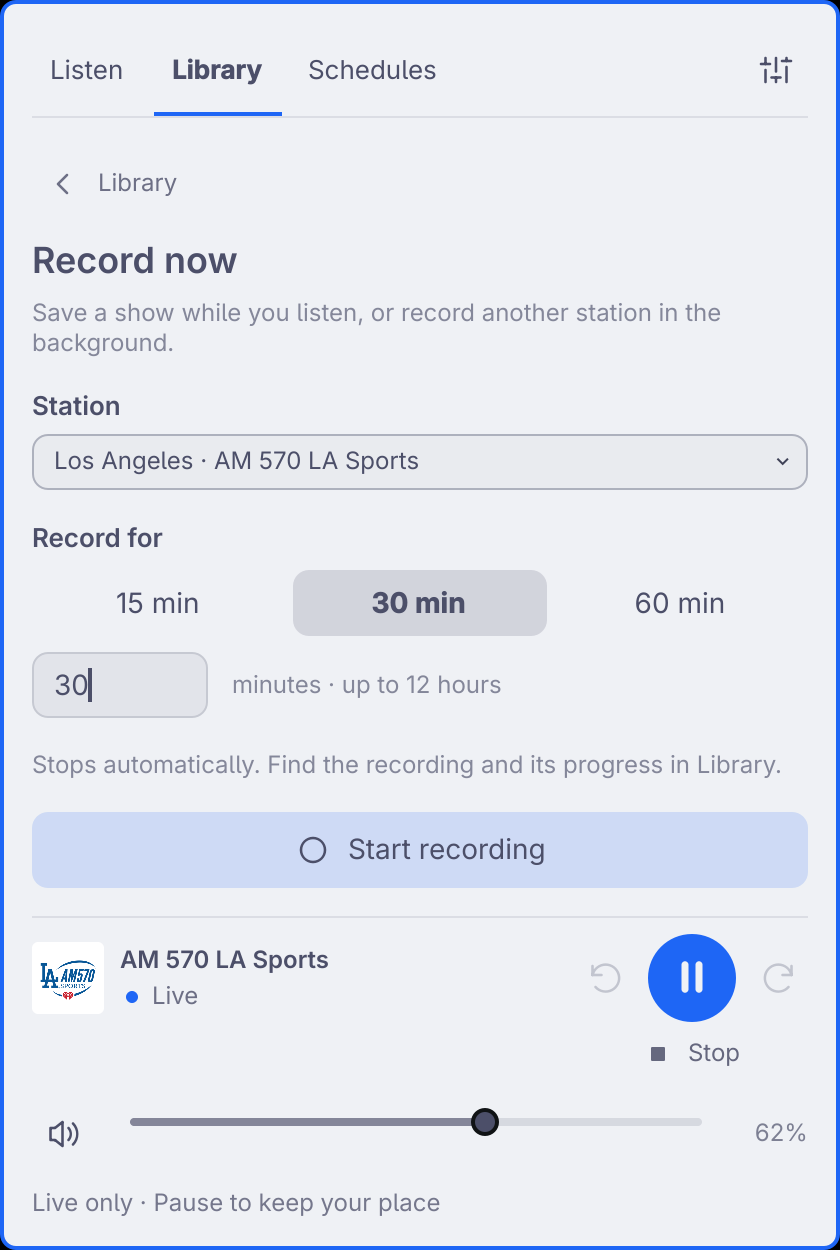 Listen Library Schedules
Library
Record now
Save a show while you listen, or record another station in the
background.
Station
Los Angeles · AM 570 LA Sports
Record for
15 min 30 min 60 min
30 minutes · up to 12 hours
Stops automatically. Find the recording and its progress in Library.
Start recording
LA AM570
SPORTS
AM 570 LA Sports
Live
Stop
62%
Live only · Pause to keep your place